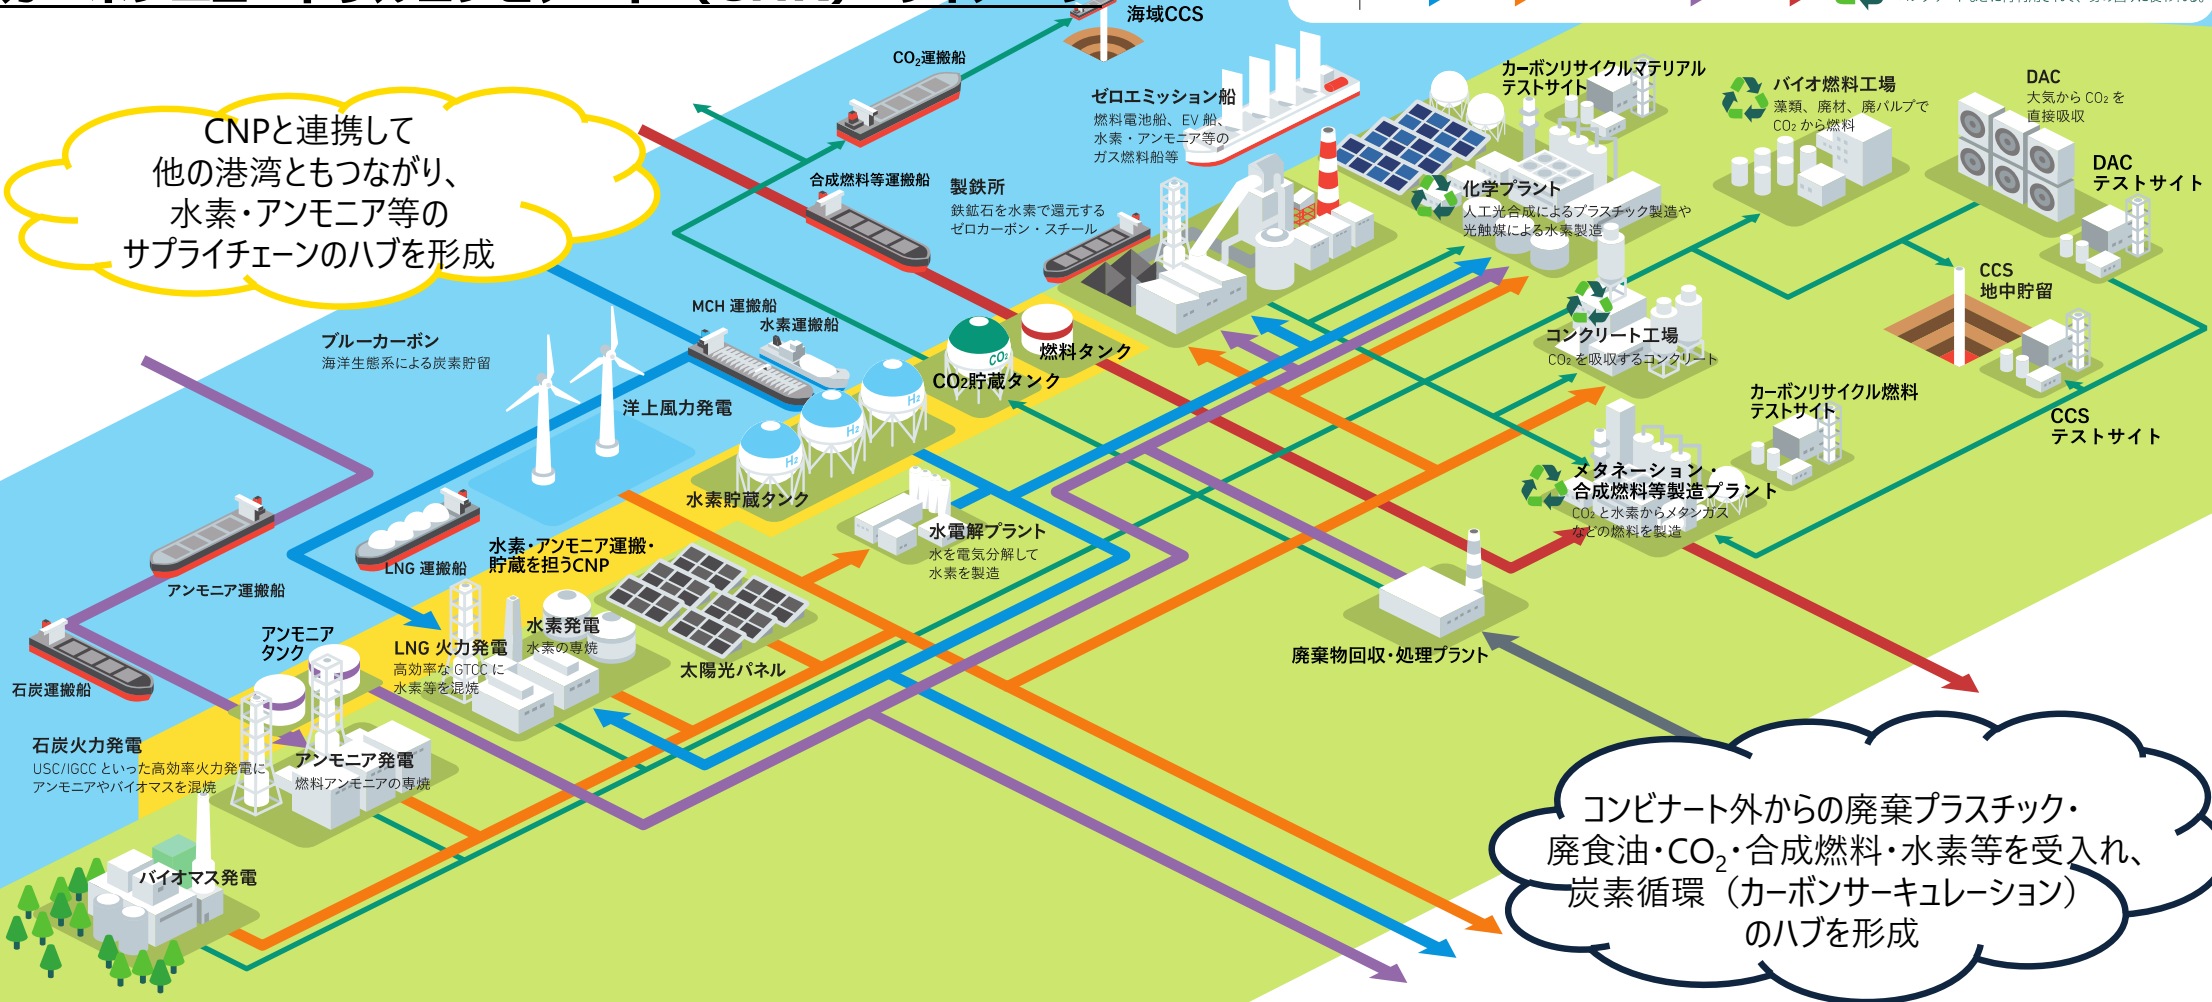 海域CCS
CO₂運搬船
CNPと連携して
他の港湾ともつながり、
水素・アンモニア等の
サプライチェーンのハブを形成
ゼロエミッション船
燃料電池船、EV 船、
水素・アンモニア等の
ガス燃料船等
カーボンリサイクルマテリアル
テストサイト
バイオ燃料工場
藻類、廃材、廃パルプで
CO₂ から燃料
DAC
大気から CO₂ を
直接吸収
DAC
テストサイト
合成燃料等運搬船
製鉄所
鉄鉱石を水素で還元する
ゼロカーボン・スチール
化学プラント
人工光合成によるプラスチック製造や
光触媒による水素製造
CCS
地中貯留
MCH 運搬船
水素運搬船
ブルーカーボン
海洋生態系による炭素貯留
CO₂
燃料タンク
CO₂貯蔵タンク
コンクリート工場
CO₂ を吸収するコンクリート
洋上風力発電
H₂
H₂
H₂
水素貯蔵タンク
カーボンリサイクル燃料
テストサイト
CCS
テストサイト
メタネーション・
合成燃料等製造プラント
CO₂ と水素からメタンガス
などの燃料を製造
水電解プラント
水を電気分解して
水素を製造
水素・アンモニア運搬・
貯蔵を担うCNP
LNG 運搬船
アンモニア運搬船
アンモニア
タンク
LNG 火力発電
高効率な GTCC に
水素等を混焼
水素発電
水素の専焼
太陽光パネル
廃棄物回収・処理プラント
石炭運搬船
石炭火力発電
USC/IGCC といった高効率火力発電に
アンモニアやバイオマスを混焼
アンモニア発電
燃料アンモニアの専焼
バイオマス発電
コンビナート外からの廃棄プラスチック・
廃食油・CO₂・合成燃料・水素等を受入れ、
炭素循環（カーボンサーキュレーション）
のハブを形成